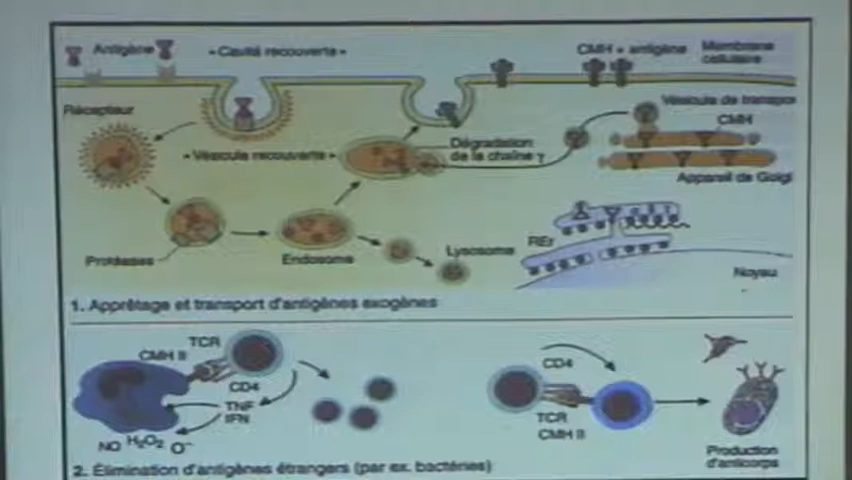 Antigène
«Cavité recouverte»
CMH + antigène
Membrane
cellulaire
Récepteur
Vésicule de transport
CMH
«Vésicule recouverte»
Dégradation
de la chaîne γ
Appareil de Golgi
Protéases
Endosome
Lysosome
REr
Noyau
1. Apprêtage et transport d'antigènes exogènes
TCR
CMH II
CD4
TNF
IFN
NO H₂O₂ O⁻
CD4
TCR
CMH II
Production
d'anticorps
2. Élimination d'antigènes étrangers (par ex. bactéries)